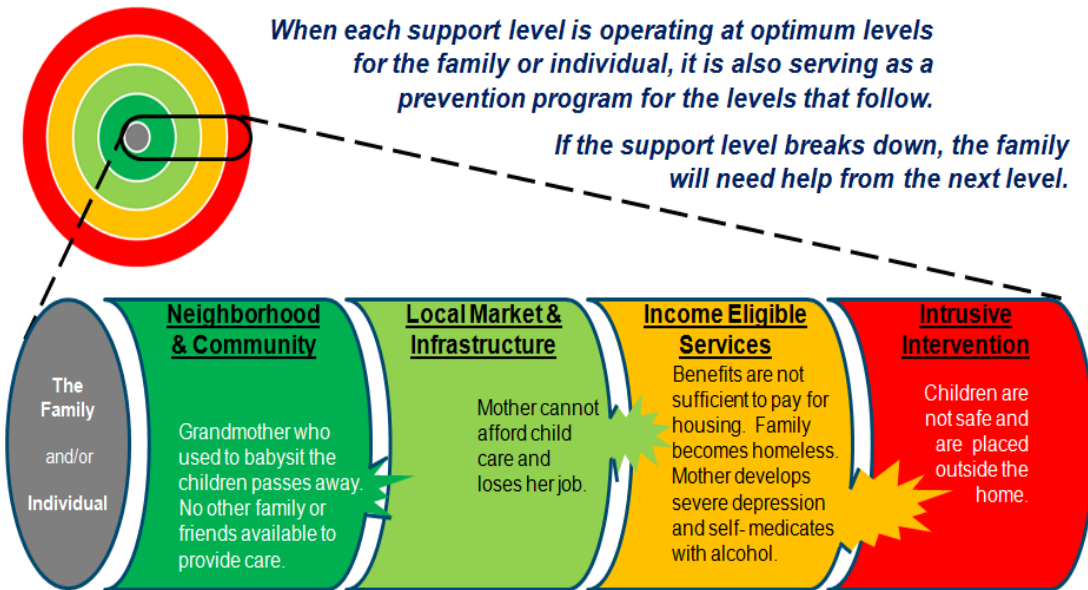 When each support level is operating at optimum levels
for the family or individual, it is also serving as a
prevention program for the levels that follow.
If the support level breaks down, the family
will need help from the next level.
The
Family
and/or
Individual
Neighborhood
& Community
Grandmother who
used to babysit the
children passes away.
No other family or
friends available to
provide care.
Local Market &
Infrastructure
Mother cannot
afford child
care and
loses her job.
Income Eligible
Services
Benefits are not
sufficient to pay for
housing. Family
becomes homeless.
Mother develops
severe depression
and self- medicates
with alcohol.
Intrusive
Intervention
Children are
not safe and
are placed
outside the
home.